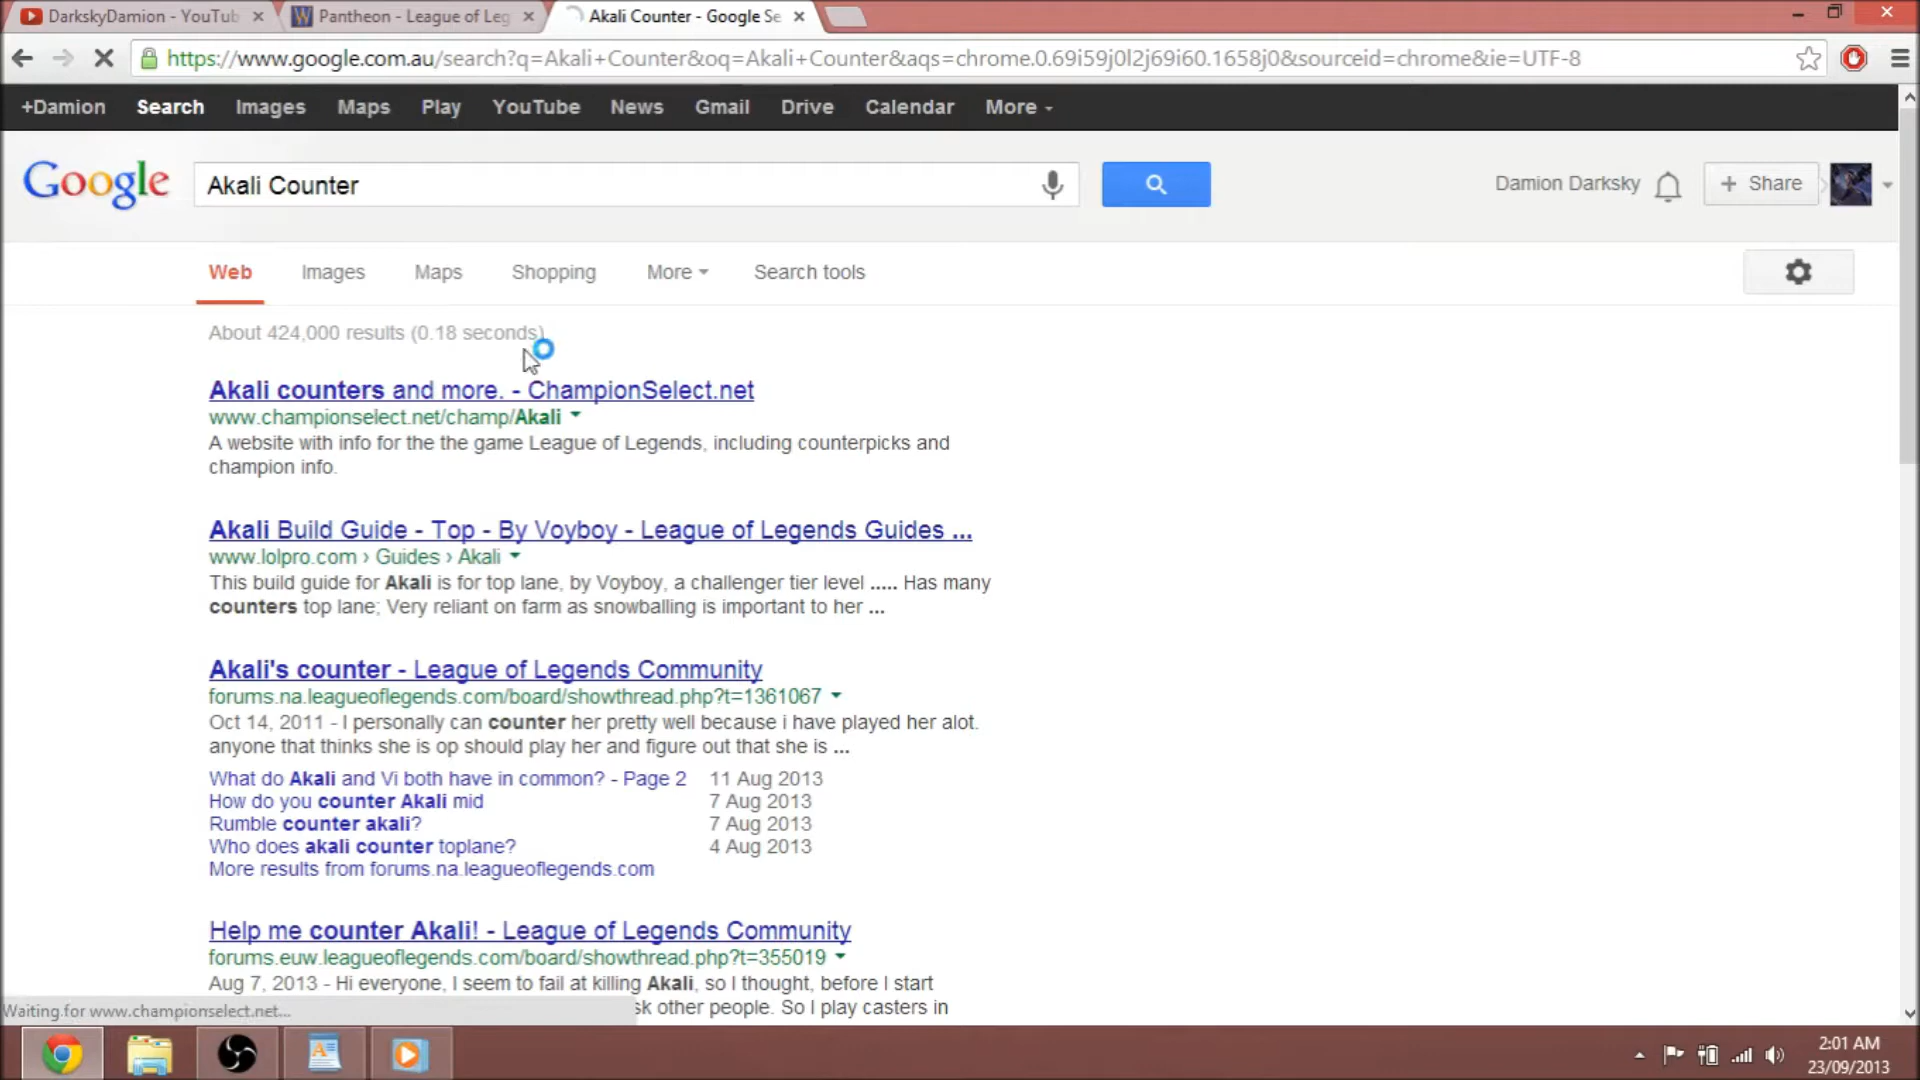 DarkskyDamion - YouTub
Pantheon - League of Leg
Akali Counter - Google Se
https://www.google.com.au/search?q=Akali+Counter&oq=Akali+Counter&aqs=chrome.0.69i59j0l2j69i60.1658j0&sourceid=chrome&ie=UTF-8
+Damion Search Images Maps Play YouTube News Gmail Drive Calendar More
Google
Akali Counter
Damion Darksky
+ Share
Web Images Maps Shopping More Search tools
About 424,000 results (0.18 seconds)
Akali counters and more. - ChampionSelect.net
www.championselect.net/champ/Akali
A website with info for the the game League of Legends, including counterpicks and
champion info.
Akali Build Guide - Top - By Voyboy - League of Legends Guides ...
www.lolpro.com › Guides › Akali
This build guide for Akali is for top lane, by Voyboy, a challenger tier level ..... Has many
counters top lane; Very reliant on farm as snowballing is important to her ...
Akali's counter - League of Legends Community
forums.na.leagueoflegends.com/board/showthread.php?t=1361067
Oct 14, 2011 - I personally can counter her pretty well because i have played her alot.
anyone that thinks she is op should play her and figure out that she is ...
What do Akali and Vi both have in common? - Page 2 11 Aug 2013
How do you counter Akali mid 7 Aug 2013
Rumble counter akali? 7 Aug 2013
Who does akali counter toplane? 4 Aug 2013
More results from forums.na.leagueoflegends.com
Help me counter Akali! - League of Legends Community
forums.euw.leagueoflegends.com/board/showthread.php?t=355019
Aug 7, 2013 - Hi everyone, I seem to fail at killing Akali, so I thought, before I start
sk other people. So I play casters in
Waiting for www.championselect.net...
2:01 AM
23/09/2013